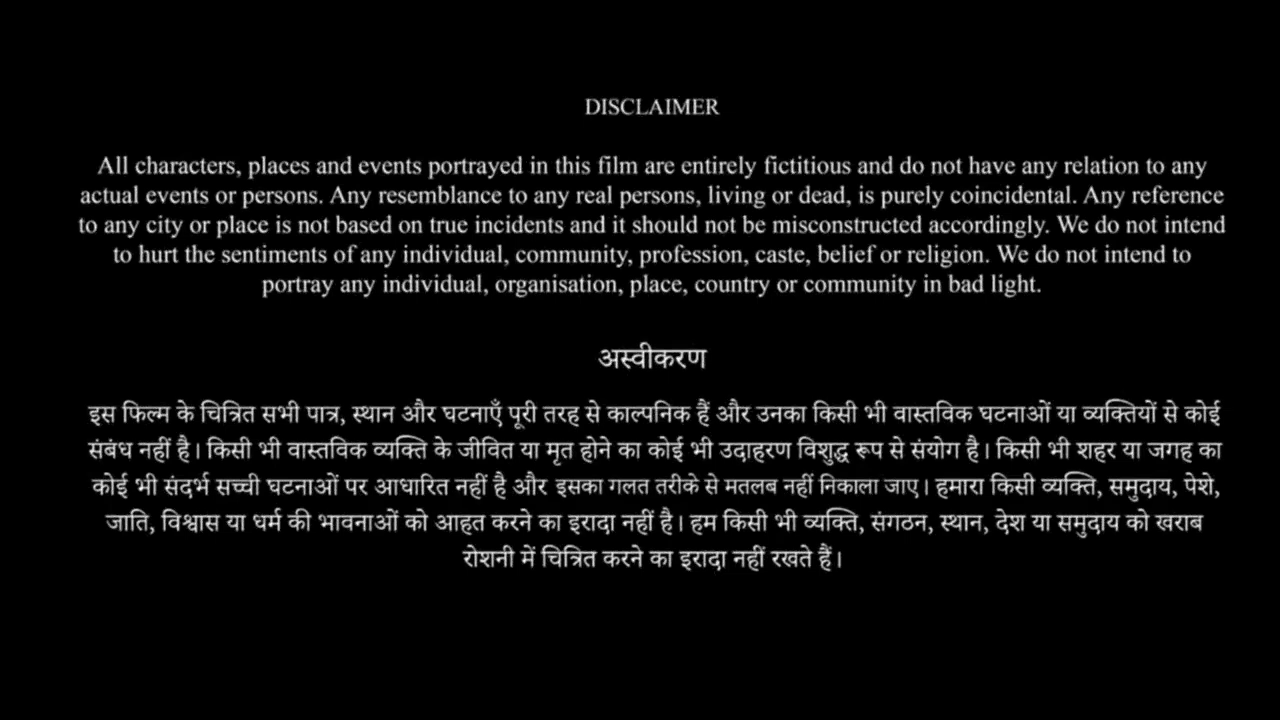 DISCLAIMER
All characters, places and events portrayed in this film are entirely fictitious and do not have any relation to any
actual events or persons. Any resemblance to any real persons, living or dead, is purely coincidental. Any reference
to any city or place is not based on true incidents and it should not be misconstructed accordingly. We do not intend
to hurt the sentiments of any individual, community, profession, caste, belief or religion. We do not intend to
portray any individual, organisation, place, country or community in bad light.
अस्वीकरण
इस फिल्म के चित्रित सभी पात्र, स्थान और घटनाएँ पूरी तरह से काल्पनिक हैं और उनका किसी भी वास्तविक घटनाओं या व्यक्तियों से कोई
संबंध नहीं है। किसी भी वास्तविक व्यक्ति के जीवित या मृत होने का कोई भी उदाहरण विशुद्ध रूप से संयोग है। किसी भी शहर या जगह का
कोई भी संदर्भ सच्ची घटनाओं पर आधारित नहीं है और इसका गलत तरीके से मतलब नहीं निकाला जाए। हमारा किसी व्यक्ति, समुदाय, पेशे,
जाति, विश्वास या धर्म की भावनाओं को आहत करने का इरादा नहीं है। हम किसी भी व्यक्ति, संगठन, स्थान, देश या समुदाय को खराब
रोशनी में चित्रित करने का इरादा नहीं रखते हैं।